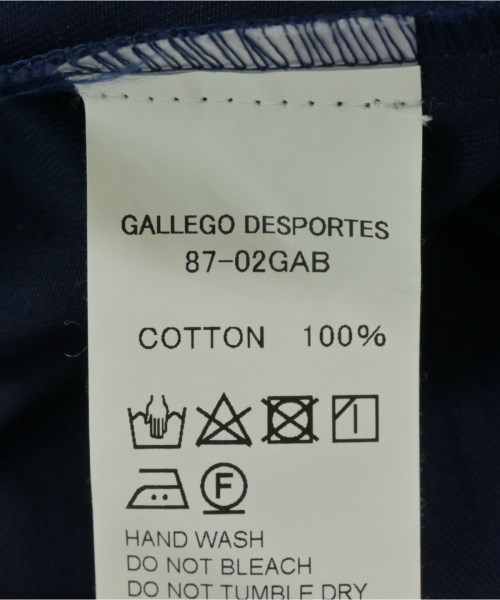 GALLEGO DESPORTES
87-02GAB
COTTON 100%
F
HAND WASH
DO NOT BLEACH
DO NOT TUMBLE DRY